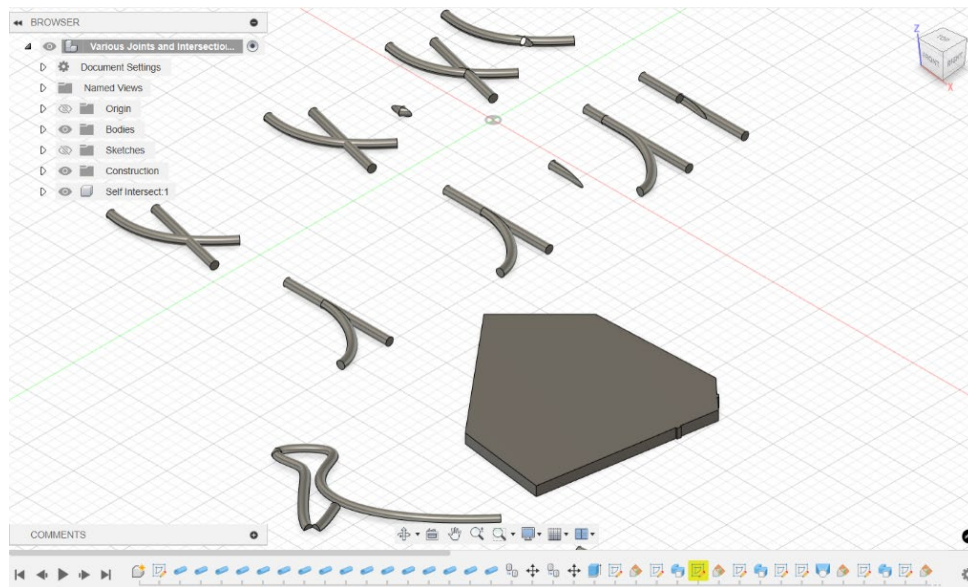 BROWSER
Various Joints and Intersectio...
Document Settings
Named Views
Origin
Bodies
Sketches
Construction
Self Intersect:1
COMMENTS
Z
TOP
FRONT
RIGHT
X